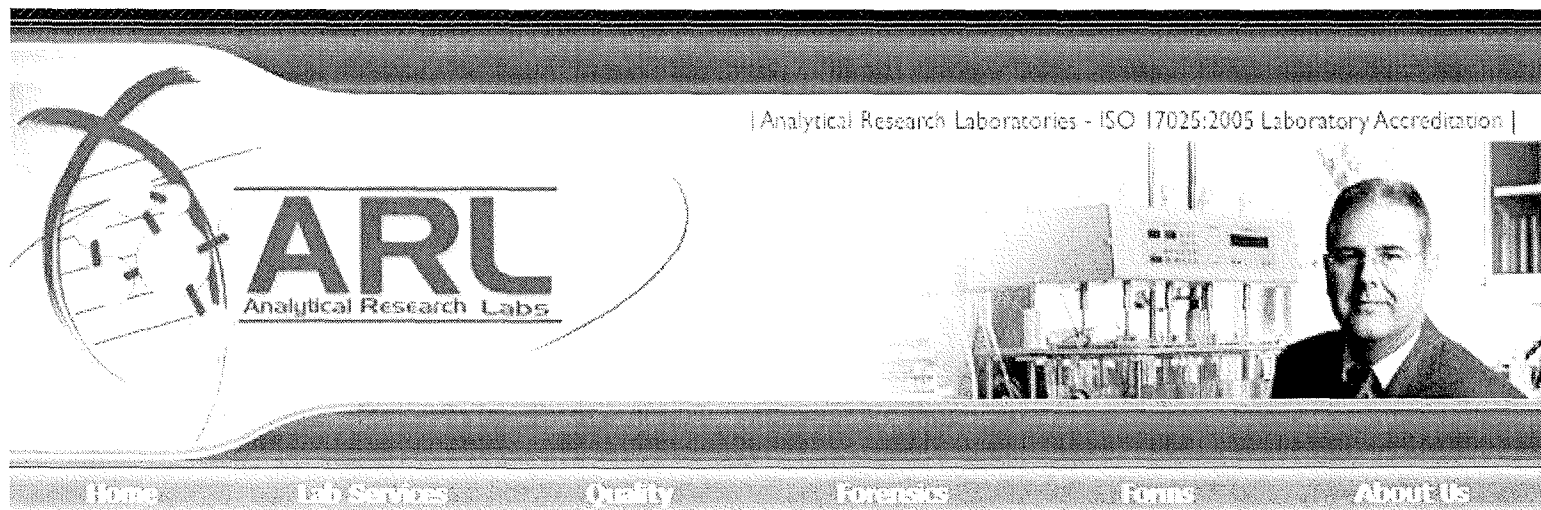 | Analytical Research Laboratories - ISO 17025:2005 Laboratory Accreditation |
ARL
Analytical Research Labs
Home Lab Services Quality Forensics Forms About Us